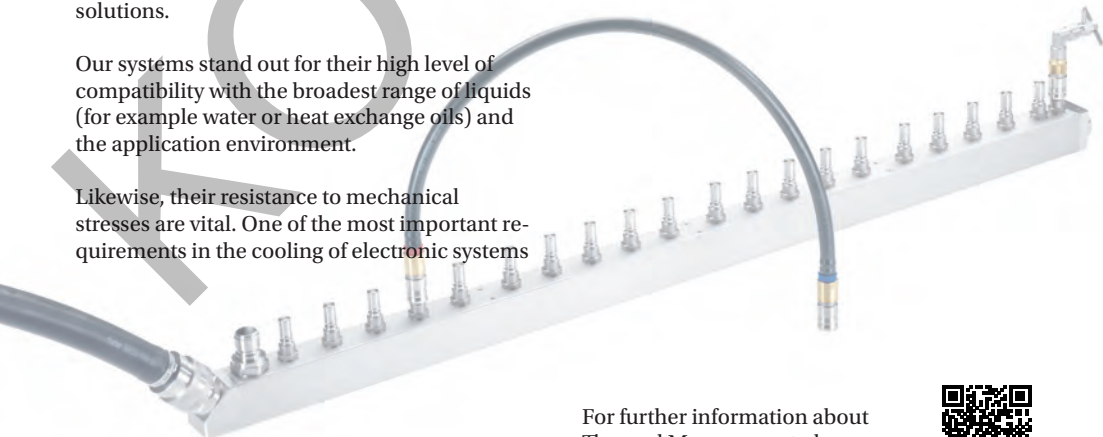 solutions.
Our systems stand out for their high level of
compatibility with the broadest range of liquids
(for example water or heat exchange oils) and
the application environment.
Likewise, their resistance to mechanical
stresses are vital. One of the most important re-
quirements in the cooling of electronic systems
For further information about
KO